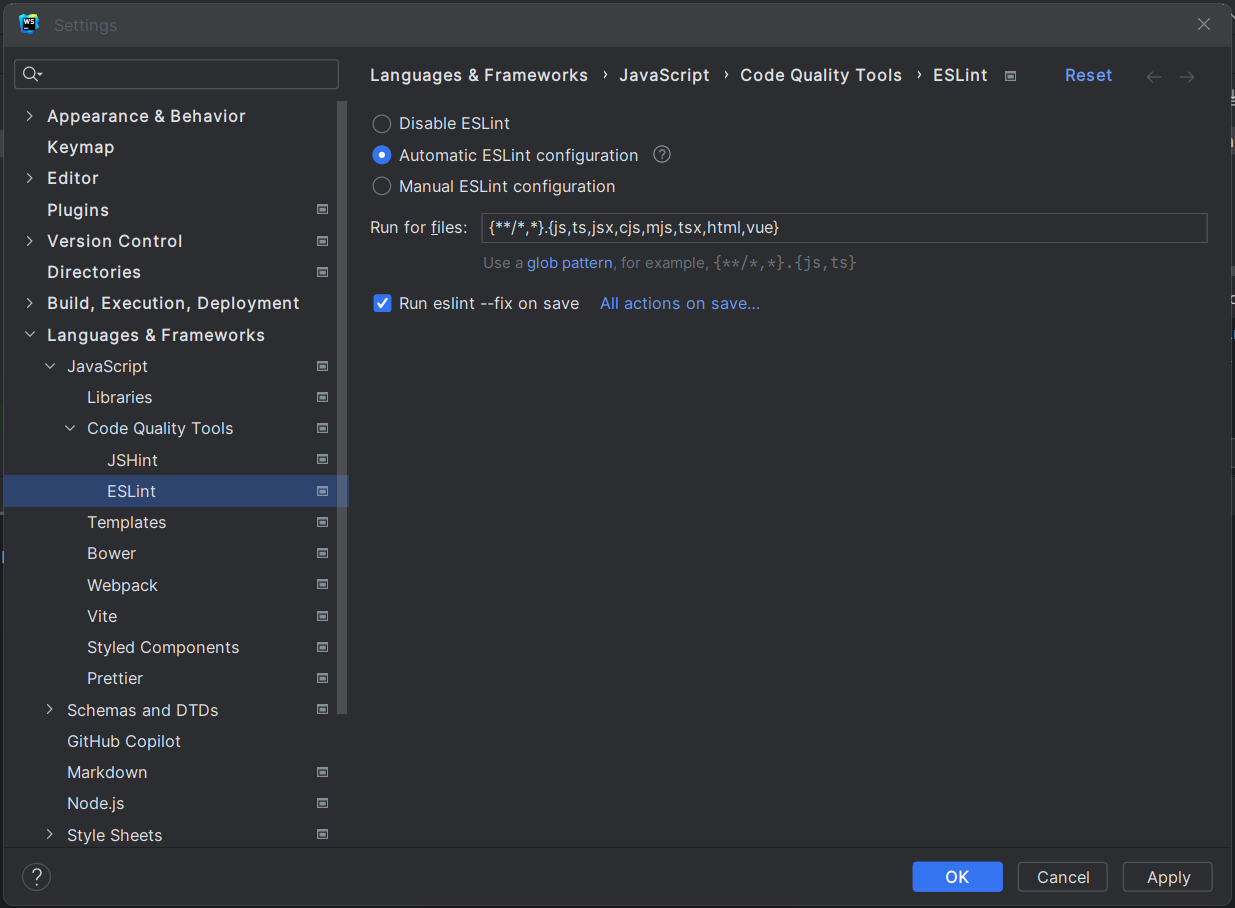 WS
Settings
Languages & Frameworks › JavaScript › Code Quality Tools › ESLint
Reset
Appearance & Behavior
Keymap
Editor
Plugins
Version Control
Directories
Build, Execution, Deployment
Languages & Frameworks
JavaScript
Libraries
Code Quality Tools
JSHint
ESLint
Templates
Bower
Webpack
Vite
Styled Components
Prettier
Schemas and DTDs
GitHub Copilot
Markdown
Node.js
Style Sheets
Disable ESLint
Automatic ESLint configuration ?
Manual ESLint configuration
Run for files: {**/*,*}.{js,ts,jsx,cjs,mjs,tsx,html,vue}
Use a glob pattern, for example, {**/*,*}.{js,ts}
Run eslint --fix on save All actions on save...
?
OK
Cancel
Apply